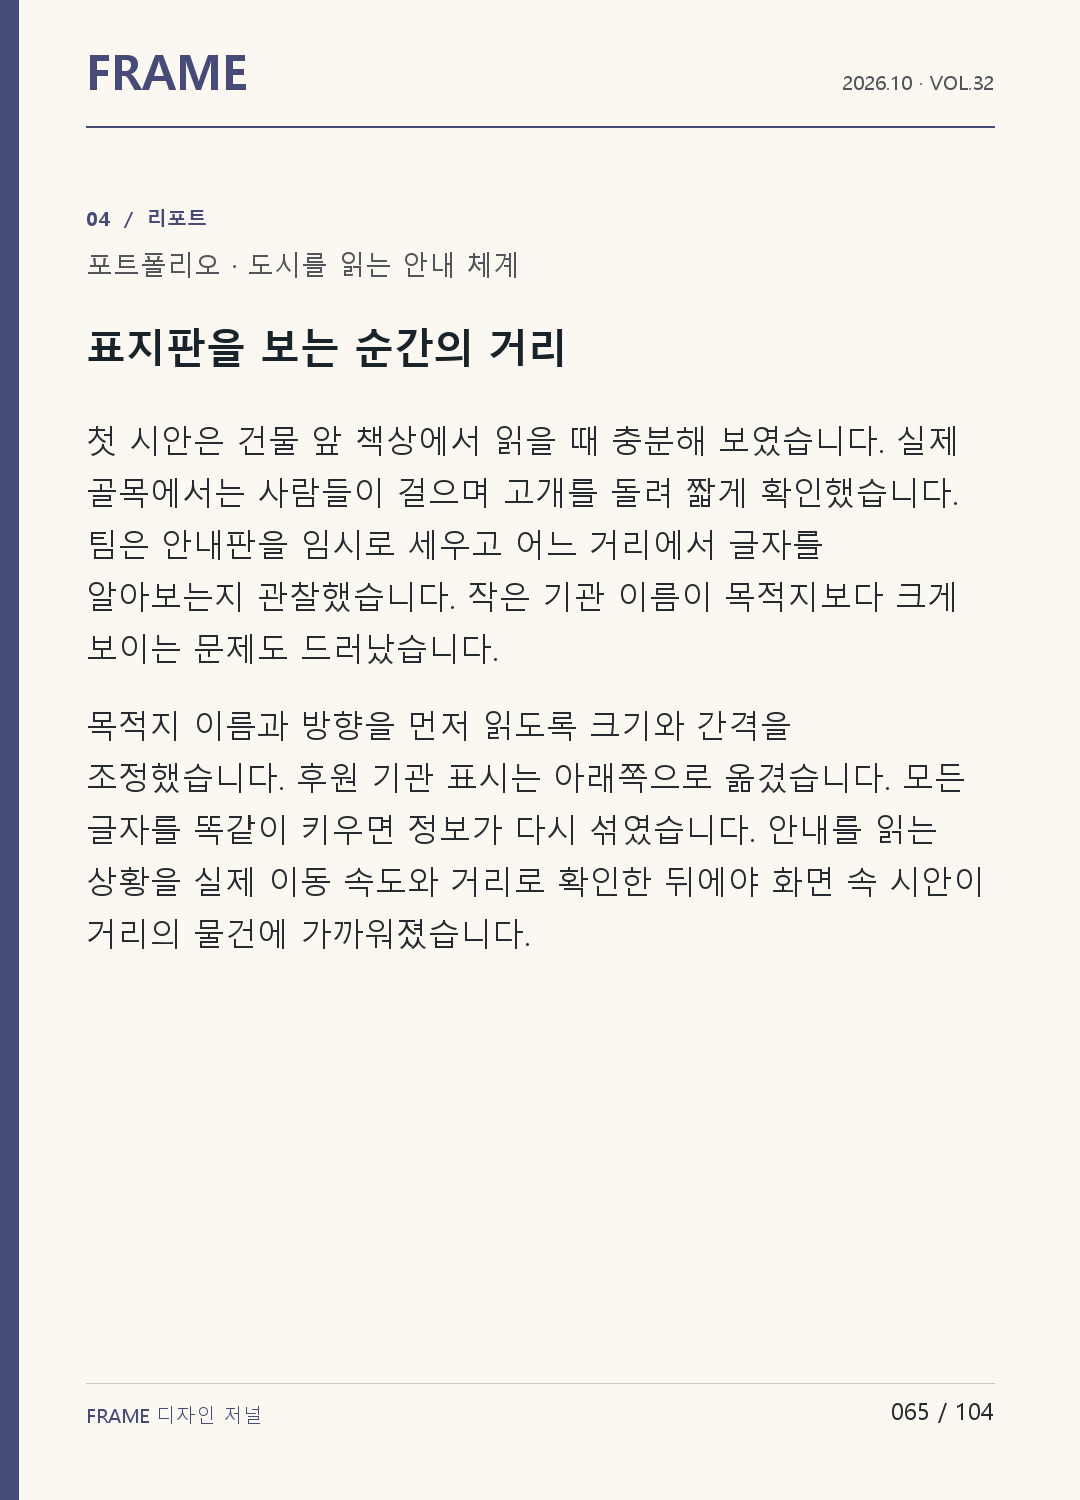 FRAME
2026.10 · VOL.32
04 / 리포트
포트폴리오 · 도시를 읽는 안내 체계
표지판을 보는 순간의 거리
첫 시안은 건물 앞 책상에서 읽을 때 충분해 보였습니다. 실제
골목에서는 사람들이 걸으며 고개를 돌려 짧게 확인했습니다.
팀은 안내판을 임시로 세우고 어느 거리에서 글자를
알아보는지 관찰했습니다. 작은 기관 이름이 목적지보다 크게
보이는 문제도 드러났습니다.
목적지 이름과 방향을 먼저 읽도록 크기와 간격을
조정했습니다. 후원 기관 표시는 아래쪽으로 옮겼습니다. 모든
글자를 똑같이 키우면 정보가 다시 섞였습니다. 안내를 읽는
상황을 실제 이동 속도와 거리로 확인한 뒤에야 화면 속 시안이
거리의 물건에 가까워졌습니다.
FRAME 디자인 저널
065 / 104